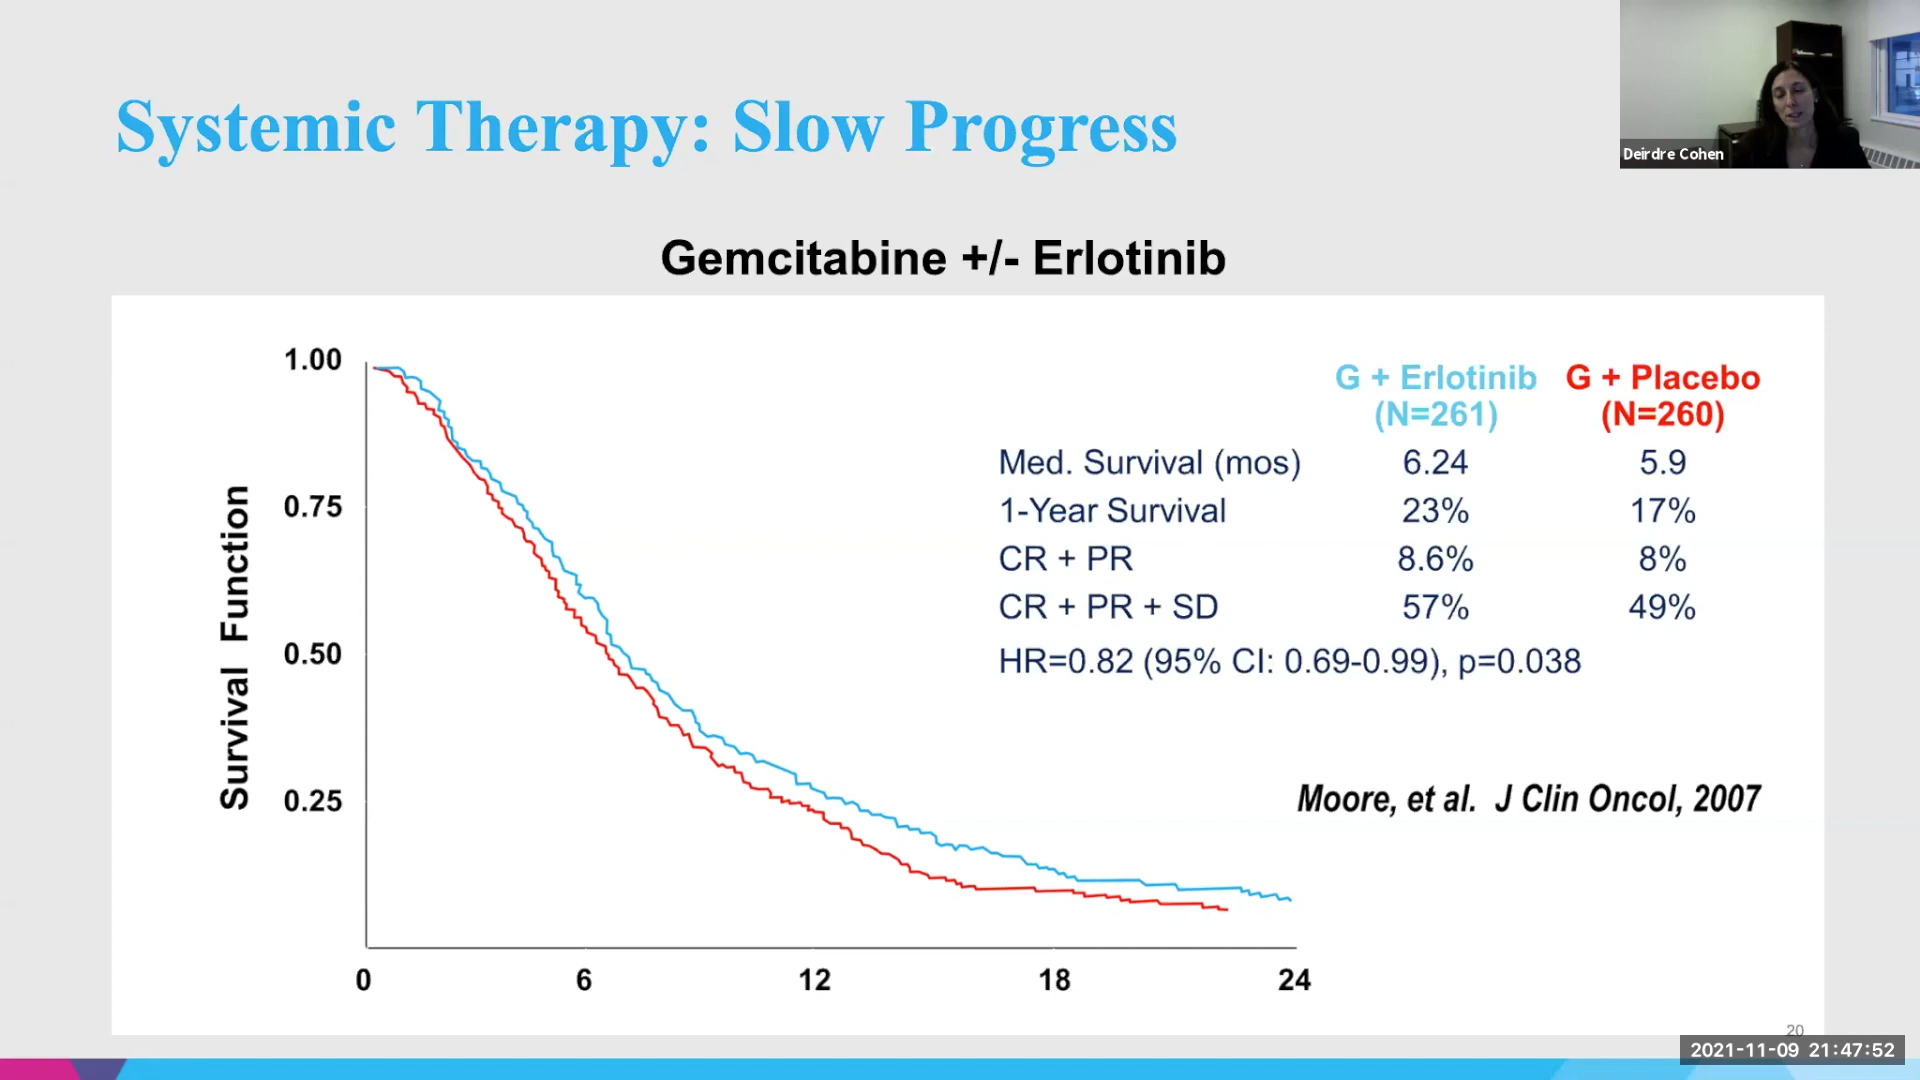 Systemic Therapy: Slow Progress
Deirdre Cohen
Gemcitabine +/- Erlotinib
Survival Function
1.00
0.75
0.50
0.25
0 6 12 18 24
G + Erlotinib G + Placebo
(N=261) (N=260)
Med. Survival (mos) 6.24 5.9
1-Year Survival 23% 17%
CR + PR 8.6% 8%
CR + PR + SD 57% 49%
HR=0.82 (95% CI: 0.69-0.99), p=0.038
Moore, et al. J Clin Oncol, 2007
20
2021-11-09 21:47:52